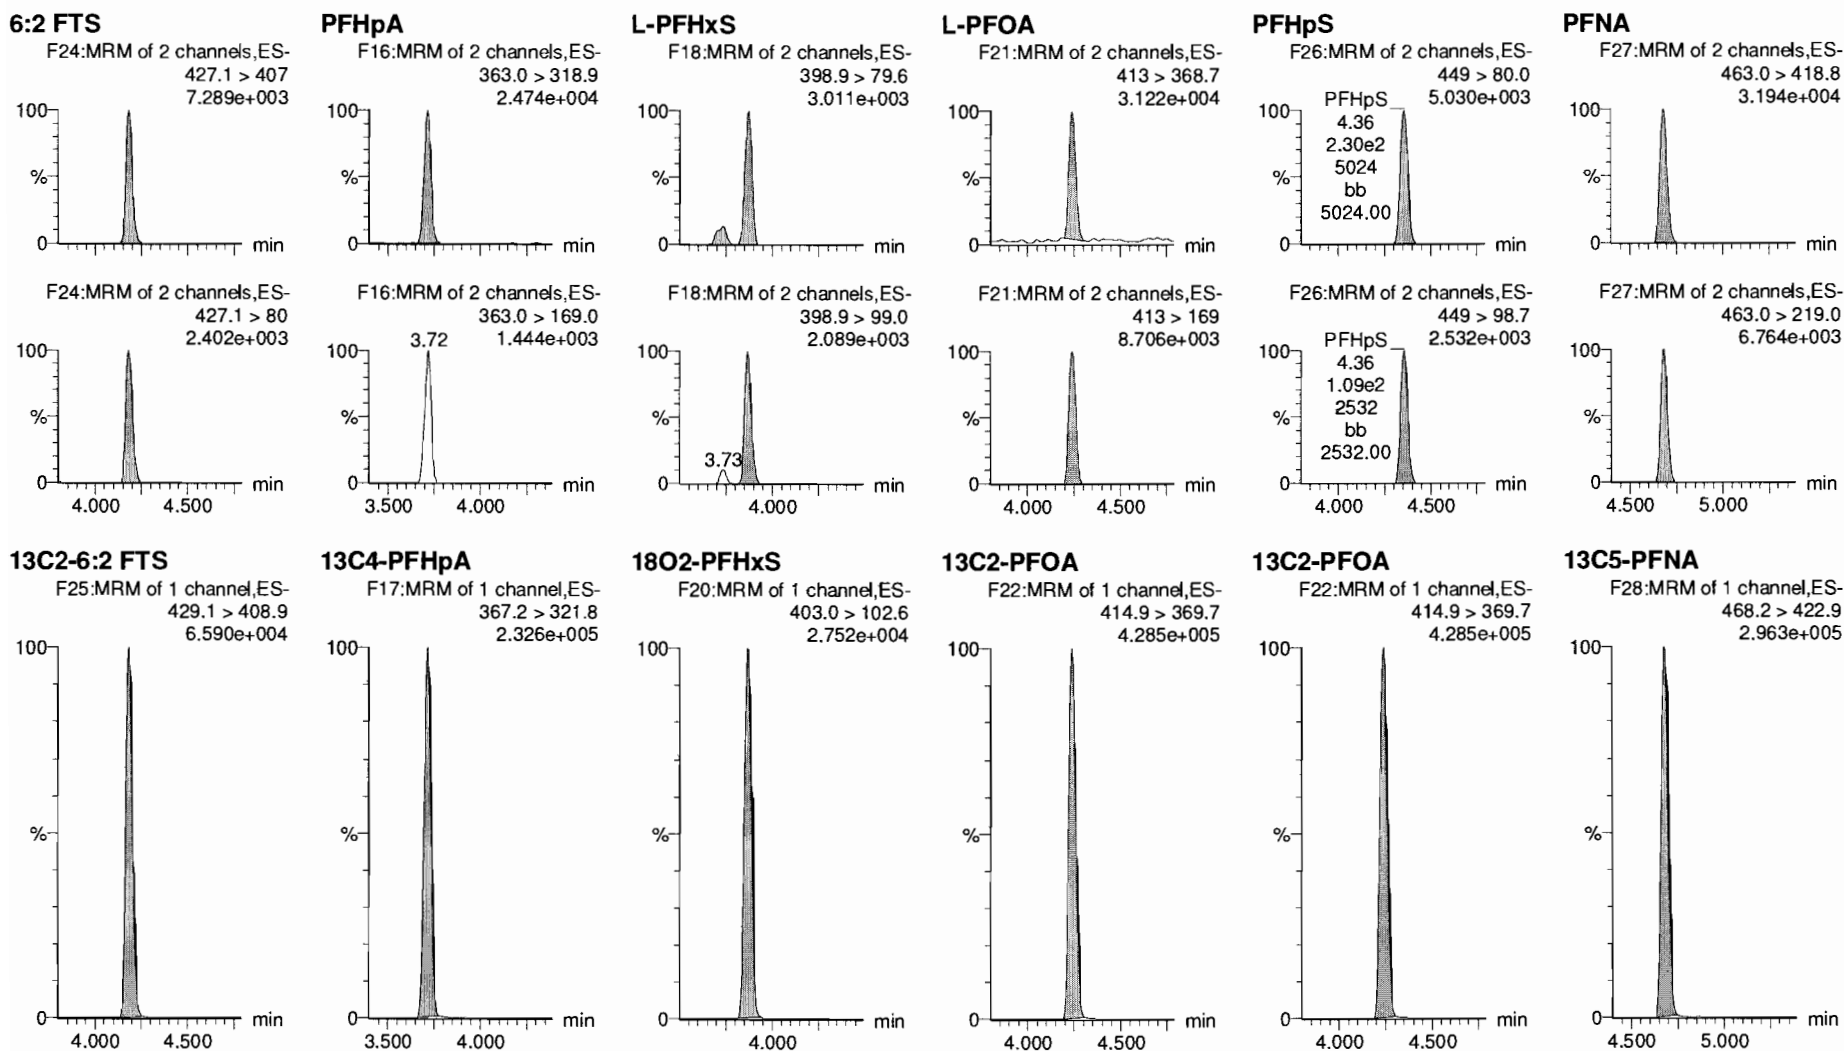 6:2 FTS
F24:MRM of 2 channels,ES-
427.1 > 407
7.289e+003
100
%
0
min
F24:MRM of 2 channels,ES-
427.1 > 80
2.402e+003
100
%
0
min
4.000 4.500
PFHpA
F16:MRM of 2 channels,ES-
363.0 > 318.9
2.474e+004
100
%
0
min
F16:MRM of 2 channels,ES-
363.0 > 169.0
3.72 1.444e+003
100
%
0
min
3.500 4.000
L-PFHxS
F18:MRM of 2 channels,ES-
398.9 > 79.6
3.011e+003
100
%
0
min
F18:MRM of 2 channels,ES-
398.9 > 99.0
2.089e+003
100
%
3.73
0
min
4.000
L-PFOA
F21:MRM of 2 channels,ES-
413 > 368.7
3.122e+004
100
%
0
min
F21:MRM of 2 channels,ES-
413 > 169
8.706e+003
100
%
0
min
4.000 4.500
PFHpS
F26:MRM of 2 channels,ES-
449 > 80.0
PFHpS 5.030e+003
100
4.36
2.30e2
5024
%
bb
5024.00
0
min
F26:MRM of 2 channels,ES-
449 > 98.7
PFHpS 2.532e+003
100
4.36
1.09e2
2532
%
bb
2532.00
0
min
4.000 4.500
PFNA
F27:MRM of 2 channels,ES-
463.0 > 418.8
3.194e+004
100
%
0
min
F27:MRM of 2 channels,ES-
463.0 > 219.0
6.764e+003
100
%
0
min
4.500 5.000
13C2-6:2 FTS
F25:MRM of 1 channel,ES-
429.1 > 408.9
6.590e+004
100
%
0
min
4.000 4.500
13C4-PFHpA
F17:MRM of 1 channel,ES-
367.2 > 321.8
2.326e+005
100
%
0
min
3.500 4.000
18O2-PFHxS
F20:MRM of 1 channel,ES-
403.0 > 102.6
2.752e+004
100
%
0
min
4.000
13C2-PFOA
F22:MRM of 1 channel,ES-
414.9 > 369.7
4.285e+005
100
%
0
min
4.000 4.500
13C2-PFOA
F22:MRM of 1 channel,ES-
414.9 > 369.7
4.285e+005
100
%
0
min
4.000 4.500
13C5-PFNA
F28:MRM of 1 channel,ES-
468.2 > 422.9
2.963e+005
100
%
0
min
4.500 5.000